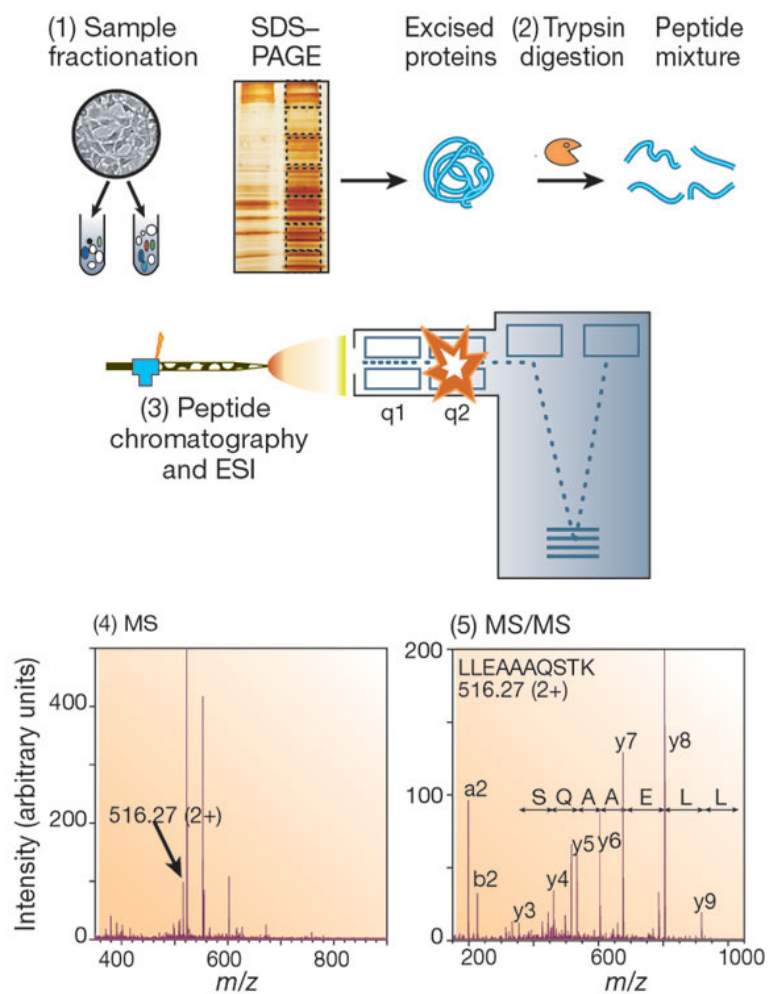 (1) Sample
fractionation
SDS–
PAGE
Excised
proteins
(2) Trypsin
digestion
Peptide
mixture
(3) Peptide
chromatography
and ESI
q1
q2
(4) MS
Intensity (arbitrary units)
400
200
0
516.27 (2+)
400
600
800
m/z
(5) MS/MS
200
100
0
LLEAAAQSTK
516.27 (2+)
y7
y8
a2
S Q A A E L L
y5
y6
b2
y4
y3
y9
200
600
1000
m/z